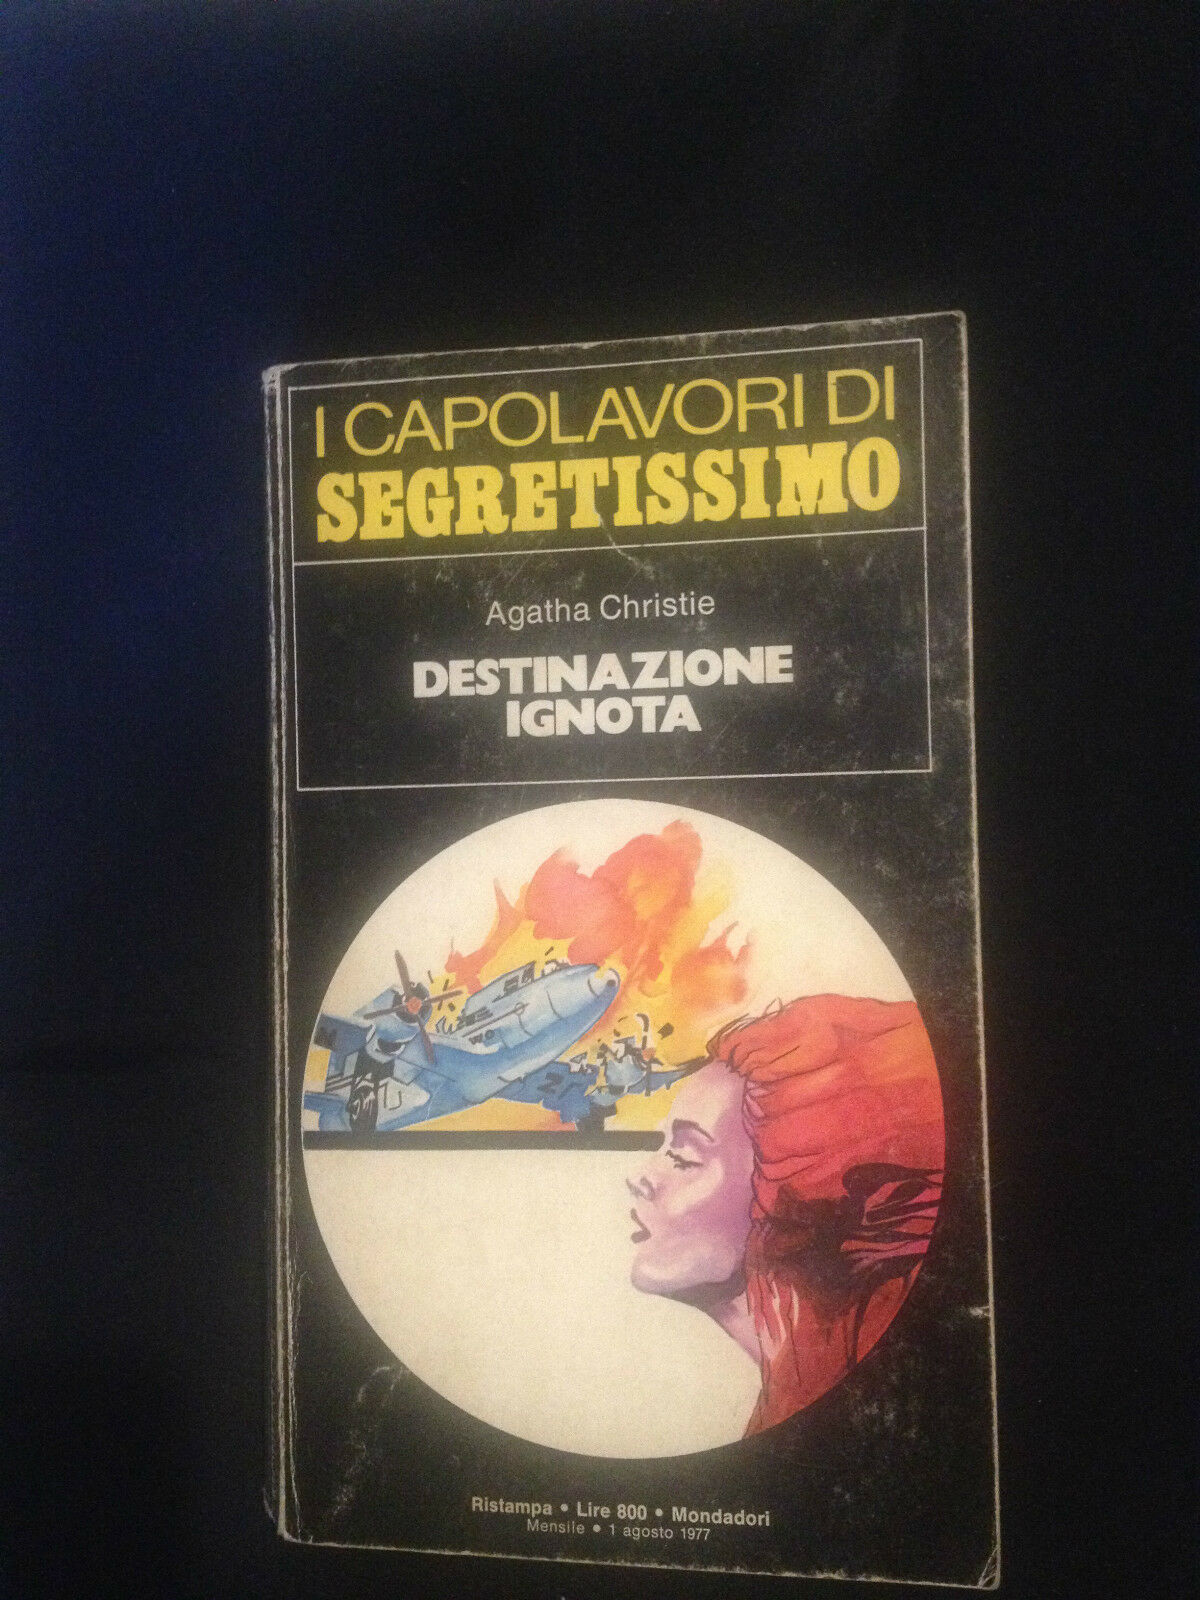 I CAPOLAVORI DI
SEGRETISSIMO
Agatha Christie
DESTINAZIONE
IGNOTA
Ristampa • Lire 800 • Mondadori
Mensile • 1 agosto 1977